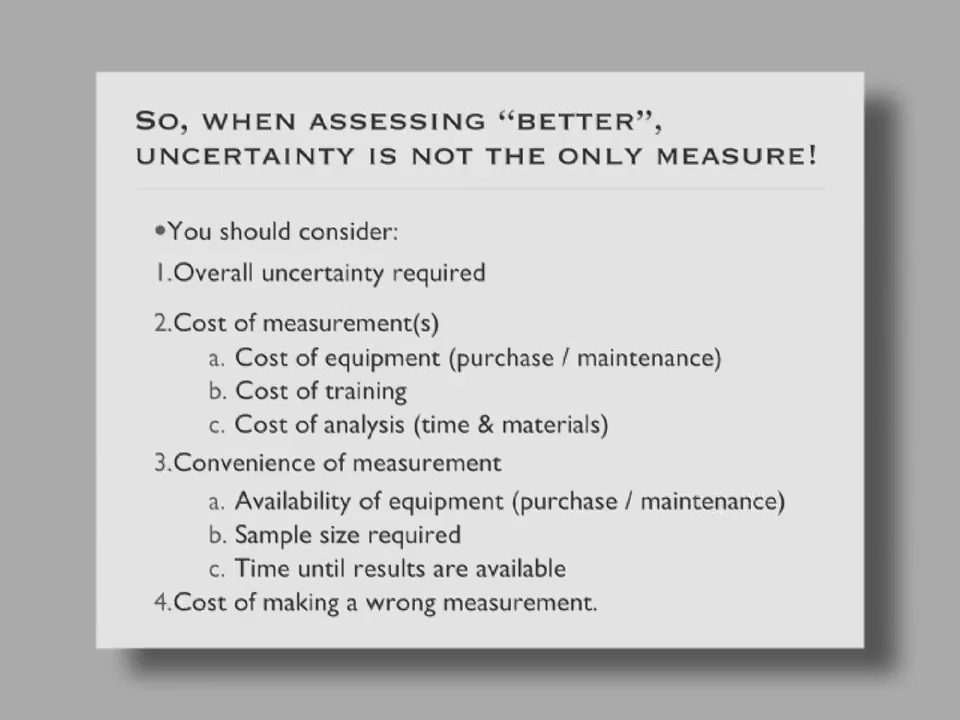 So, when assessing “better”,
uncertainty is not the only measure!
•You should consider:
1.Overall uncertainty required
2.Cost of measurement(s)
a. Cost of equipment (purchase / maintenance)
b. Cost of training
c. Cost of analysis (time & materials)
3.Convenience of measurement
a. Availability of equipment (purchase / maintenance)
b. Sample size required
c. Time until results are available
4.Cost of making a wrong measurement.